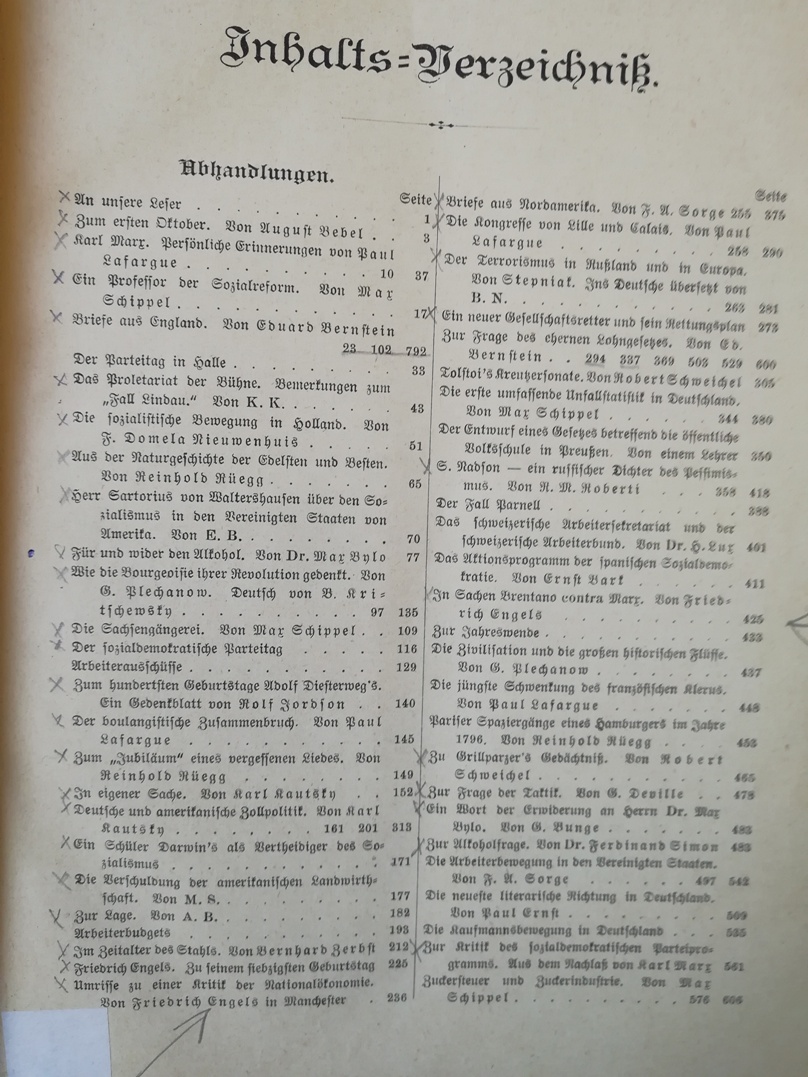 Inhalts=Verzeichniß.
Abhandlungen.
Seite
An unsere Leser . . . . . . . 1
Zum ersten Oktober. Von August Bebel . . 3
Karl Marx. Persönliche Erinnerungen von Paul
Lafargue . . . . . . . . 10 37
Ein Professor der Sozialreform. Von Max
Schippel . . . . . . . . 17
Briefe aus England. Von Eduard Bernstein
23 102 792
Der Parteitag in Halle . . . . . . 33
Das Proletariat der Bühne. Bemerkungen zum
„Fall Lindau.“ Von K. K. . . . . . 43
Die sozialistische Bewegung in Holland. Von
F. Domela Nieuwenhuis . . . . . 51
Aus der Naturgeschichte der Edelsten und Besten.
Von Reinhold Rüegg . . . . . . 65
Herr Sartorius von Waltershausen über den So=
zialismus in den Vereinigten Staaten von
Amerika. Von E. B. . . . . . . 70
Für und wider den Alkohol. Von Dr. Max Bylo 77
Wie die Bourgeoisie ihrer Revolution gedenkt. Von
G. Plechanow. Deutsch von B. Kri=
tschewsky . . . . . . . . 97 135
Die Sachsengängerei. Von Max Schippel . . 109
Der sozialdemokratische Parteitag . . . . 116
Arbeiterausschüsse . . . . . . . 129
Zum hundertsten Geburtstage Adolf Diesterweg's.
Ein Gedenkblatt von Rolf Jordson . . 140
Der boulangistische Zusammenbruch. Von Paul
Lafargue . . . . . . . . 145
Zum „Jubiläum“ eines vergessenen Liedes. Von
Reinhold Rüegg . . . . . . . 149
In eigener Sache. Von Karl Kautsky . . 152
Deutsche und amerikanische Zollpolitik. Von Karl
Kautsky . . . . . . . 161 201 313
Ein Schüler Darwin's als Vertheidiger des So=
zialismus . . . . . . . . 171
Die Verschuldung der amerikanischen Landwirth=
schaft. Von M. S. . . . . . . . 177
Zur Lage. Von A. B. . . . . . . 182
Arbeiterbudgets . . . . . . . . 193
Im Zeitalter des Stahls. Von Bernhard Zerbst 212
Friedrich Engels. Zu seinem siebzigsten Geburtstag 225
Umrisse zu einer Kritik der Nationalökonomie.
Von Friedrich Engels in Manchester . 236
Seite
Briefe aus Nordamerika. Von F. A. Sorge 255 375
Die Kongresse von Lille und Calais. Von Paul
Lafargue . . . . . . . 258 290
Der Terrorismus in Rußland und in Europa.
Von Stepniak. Ins Deutsche übersetzt von
B. N. . . . . . . . . 263 281
Ein neuer Gesellschaftsretter und sein Rettungsplan 273
Zur Frage des ehernen Lohngesetzes. Von Ed.
Bernstein . . 294 337 369 503 529 600
Tolstoi's Kreutzersonate. Von Robert Schweichel 305
Die erste umfassende Unfallstatistik in Deutschland.
Von Max Schippel . . . . . 344 380
Der Entwurf eines Gesetzes betreffend die öffentliche
Volksschule in Preußen. Von einem Lehrer 350
S. Nadson — ein russischer Dichter des Pessimis=
mus. Von R. M. Roberti . . . 358 418
Der Fall Parnell . . . . . . . 388
Das schweizerische Arbeitersekretariat und der
schweizerische Arbeiterbund. Von Dr. H. Lux 401
Das Aktionsprogramm der spanischen Sozialdemo=
kratie. Von Ernst Bark . . . . 411
In Sachen Brentano contra Marx. Von Fried=
rich Engels . . . . . . . 425
Zur Jahreswende . . . . . . . 433
Die Zivilisation und die großen historischen Flüsse.
Von G. Plechanow . . . . . . 437
Die jüngste Schwenkung des französischen Klerus.
Von Paul Lafargue . . . . . 448
Pariser Spaziergänge eines Hamburgers im Jahre
1796. Von Reinhold Rüegg . . . 453
Zu Grillparzer's Gedächtniß. Von Robert
Schweichel . . . . . . . . 465
Zur Frage der Taktik. Von G. Deville . . 478
Ein Wort der Erwiderung an Herrn Dr. Max
Bylo. Von G. Bunge . . . . . 483
Zur Alkoholfrage. Von Dr. Ferdinand Simon 483
Die Arbeiterbewegung in den Vereinigten Staaten.
Von F. A. Sorge . . . . . 497 542
Die neueste literarische Richtung in Deutschland.
Von Paul Ernst . . . . . . 509
Die Kaufmannsbewegung in Deutschland . . 535
Zur Kritik des sozialdemokratischen Parteipro=
gramms. Aus dem Nachlaß von Karl Marx 561
Zuckersteuer und Zuckerindustrie. Von Max
Schippel . . . . . . . . 576 606